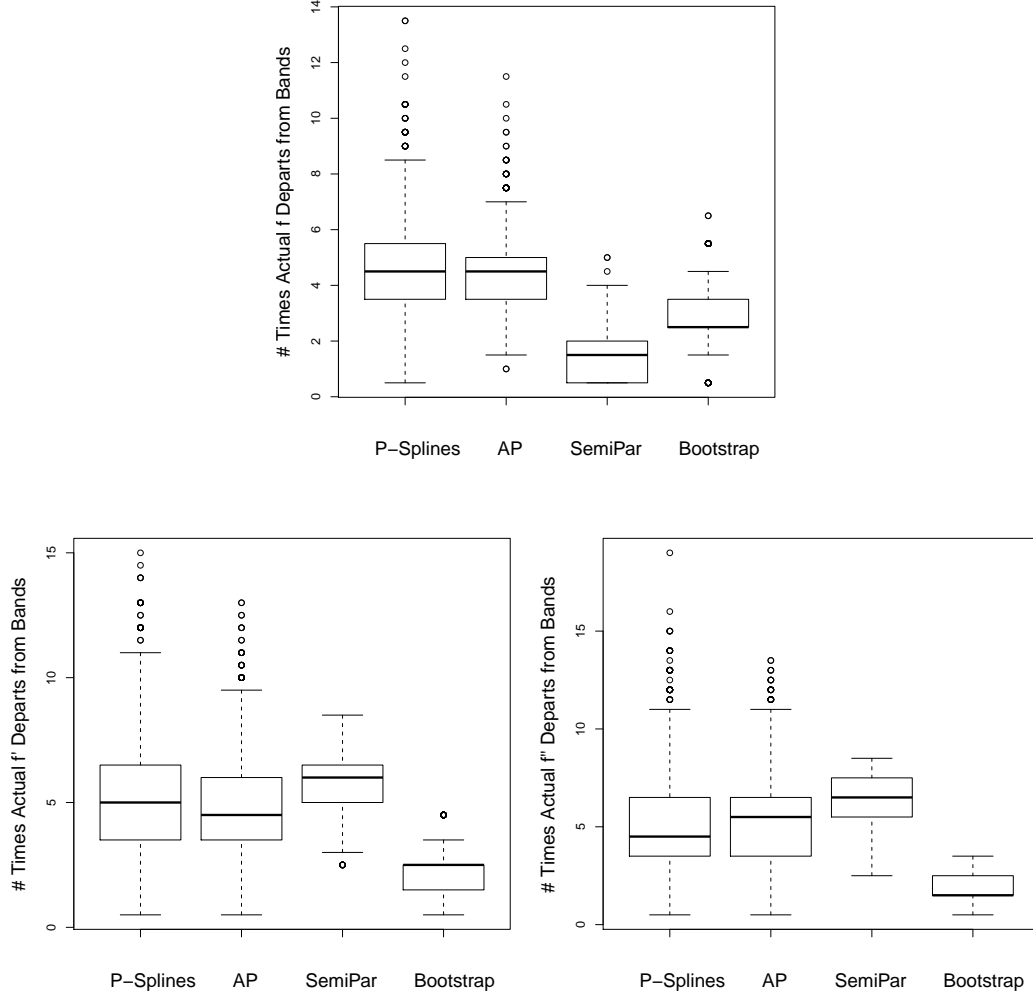 # Times Actual f Departs from Bands
14
12
10
8
6
4
2
0
P−Splines AP SemiPar Bootstrap
# Times Actual f' Departs from Bands
15
10
5
0
P−Splines AP SemiPar Bootstrap
# Times Actual f'' Departs from Bands
15
10
5
0
P−Splines AP SemiPar Bootstrap